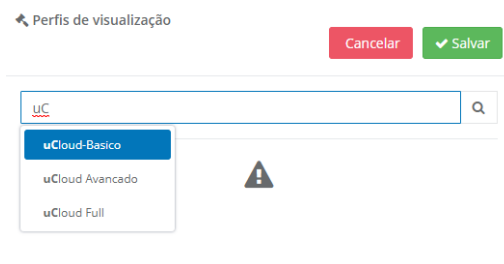 Perfis de visualização
Cancelar
Salvar
uC
uCloud-Basico
uCloud Avancado
uCloud Full